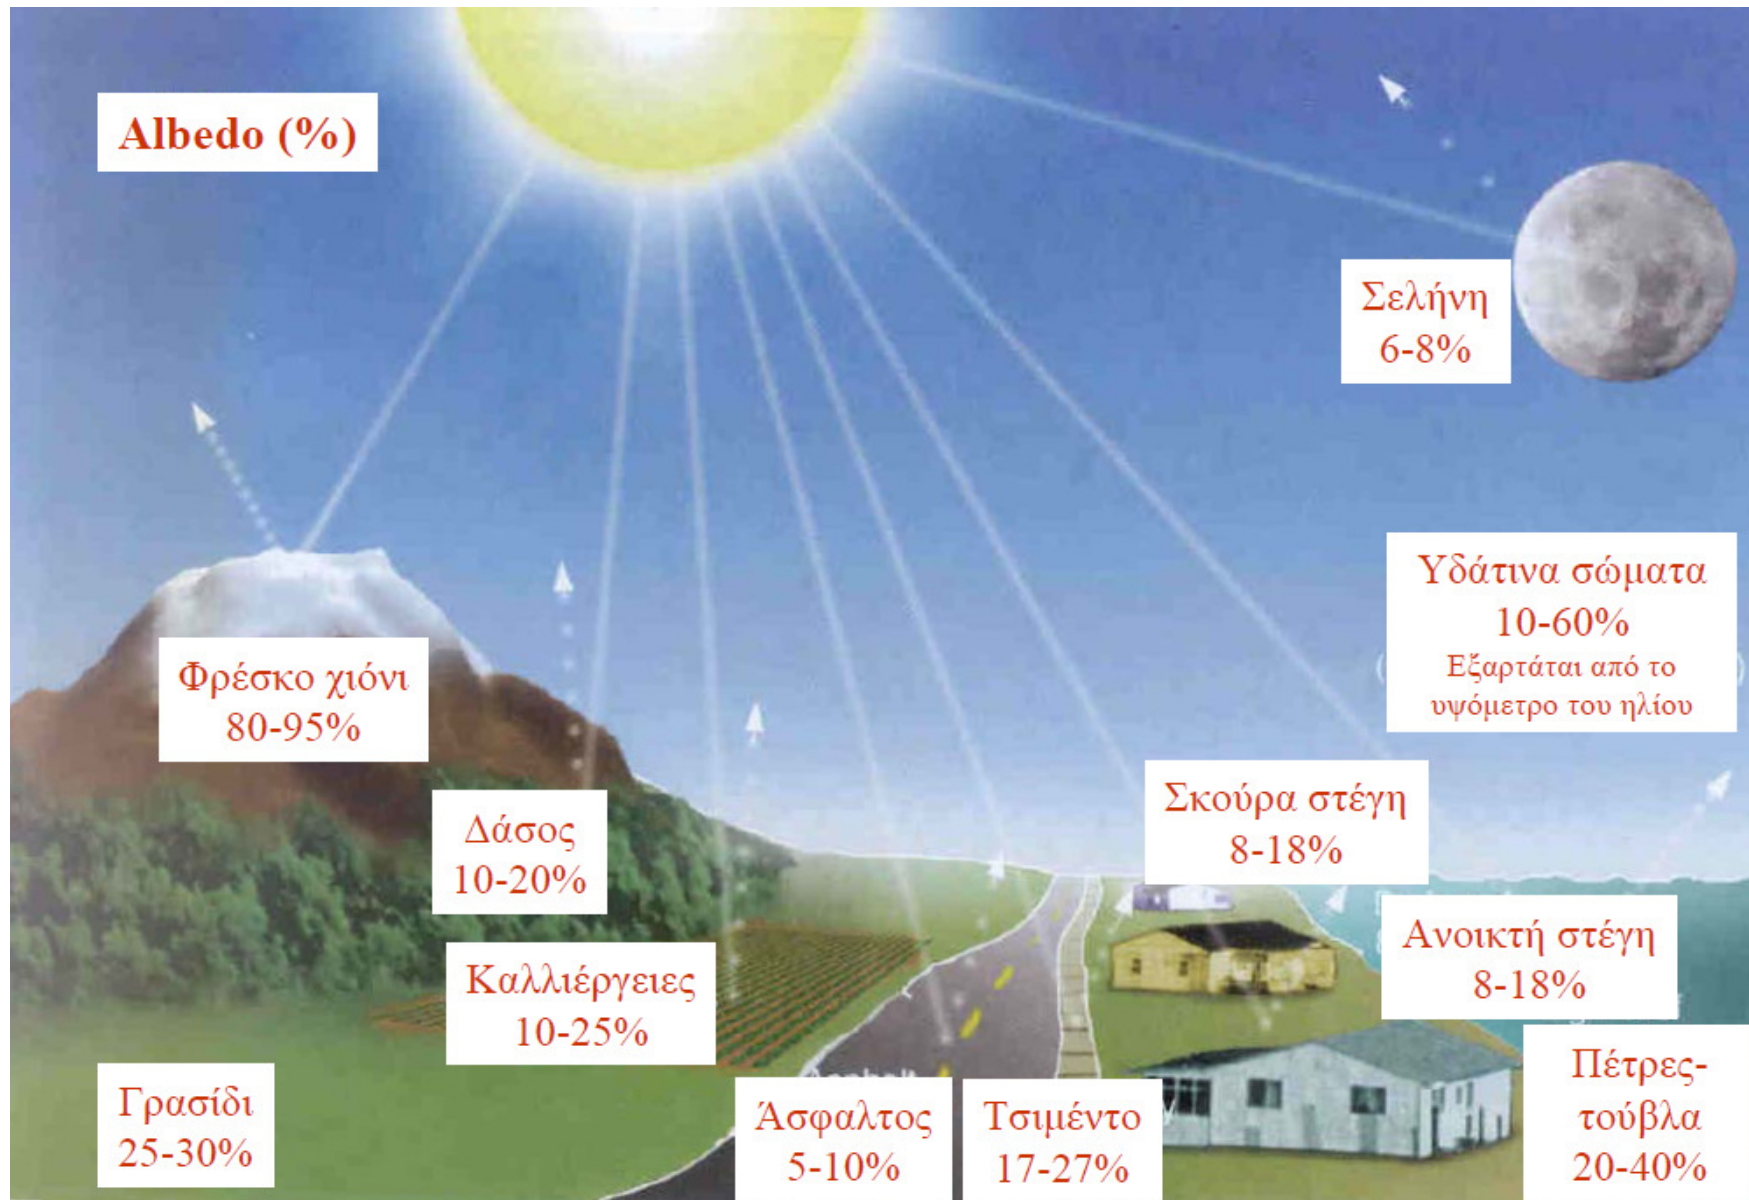 Albedo (%)
Σελήνη
6-8%
Υδάτινα σώματα
10-60%
Εξαρτάται από το
υψόμετρο του ηλίου
Φρέσκο χιόνι
80-95%
Σκούρα στέγη
8-18%
Δάσος
10-20%
Ανοικτή στέγη
8-18%
Καλλιέργειες
10-25%
Πέτρες-
τούβλα
20-40%
Γρασίδι
25-30%
Άσφαλτος
5-10%
Τσιμέντο
17-27%